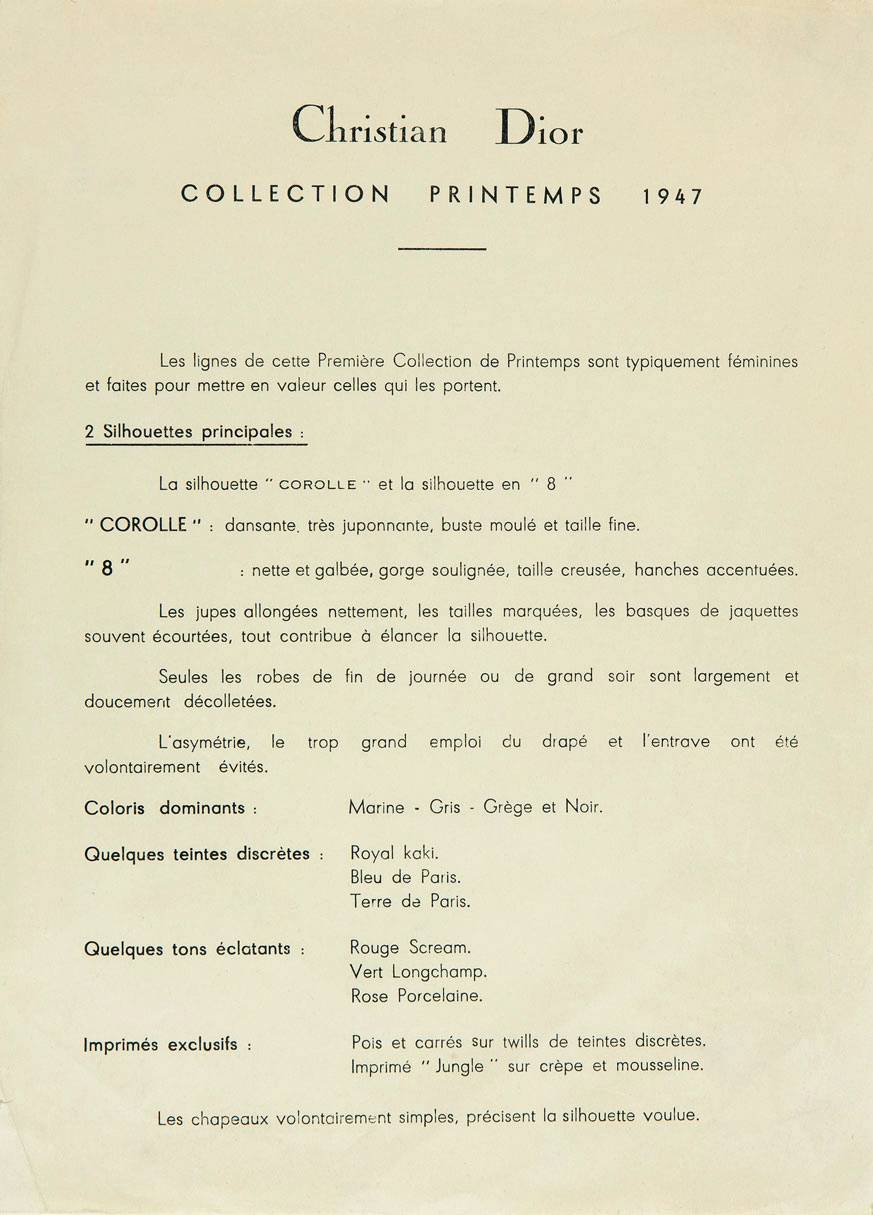 Christian Dior
COLLECTION PRINTEMPS 1947
Les lignes de cette Première Collection de Printemps sont typiquement féminines
et faites pour mettre en valeur celles qui les portent.
2 Silhouettes principales :
La silhouette " COROLLE " et la silhouette en " 8 "
" COROLLE " : dansante, très juponnante, buste moulé et taille fine.
" 8 " : nette et galbée, gorge soulignée, taille creusée, hanches accentuées.
Les jupes allongées nettement, les tailles marquées, les basques de jaquettes
souvent écourtées, tout contribue à élancer la silhouette.
Seules les robes de fin de journée ou de grand soir sont largement et
doucement décolletées.
L'asymétrie, le trop grand emploi du drapé et l'entrave ont été
volontairement évités.
Coloris dominants : Marine - Gris - Grège et Noir.
Quelques teintes discrètes : Royal kaki.
Bleu de Paris.
Terre de Paris.
Quelques tons éclatants : Rouge Scream.
Vert Longchamp.
Rose Porcelaine.
Imprimés exclusifs : Pois et carrés sur twills de teintes discrètes.
Imprimé " Jungle " sur crèpe et mousseline.
Les chapeaux volontairement simples, précisent la silhouette voulue.